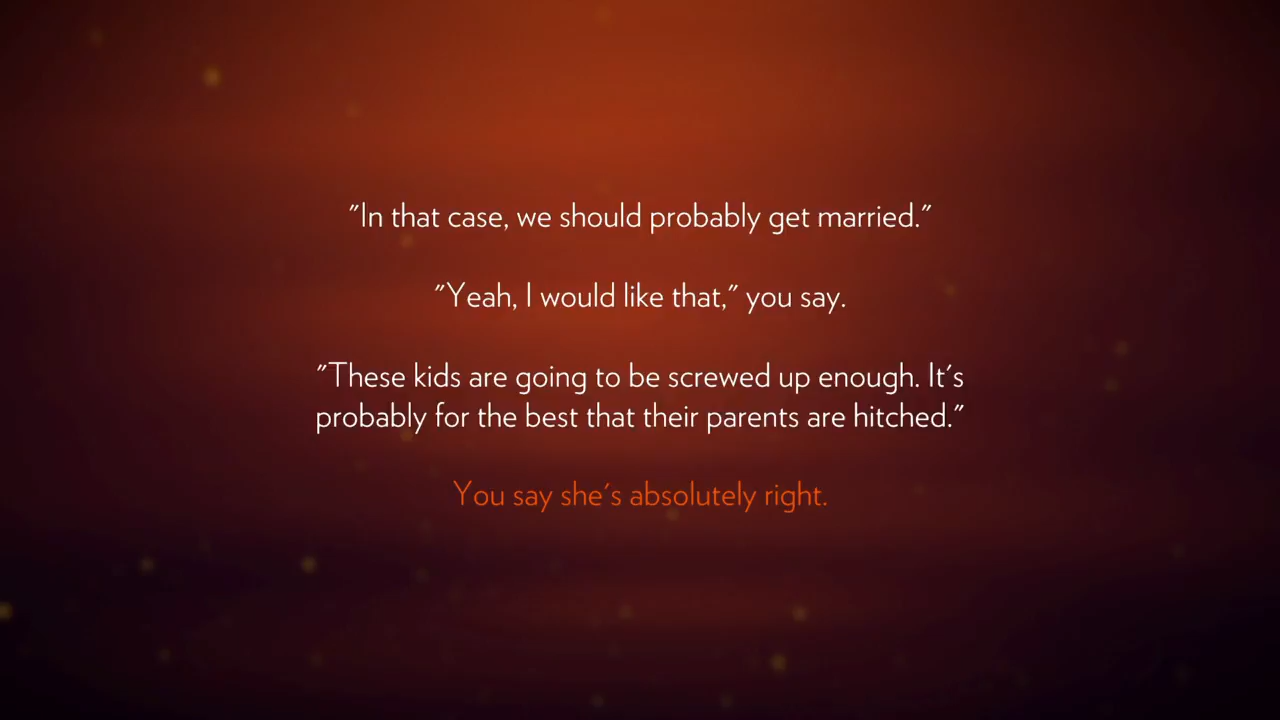 "In that case, we should probably get married."
"Yeah, I would like that," you say.
"These kids are going to be screwed up enough. It's
probably for the best that their parents are hitched."
You say she's absolutely right.